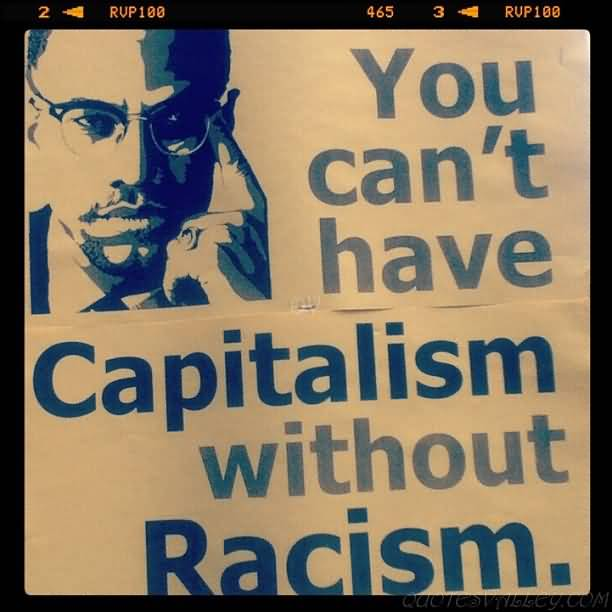 2 RVP100 465 3 RVP100
You
can't
have
Capitalism
without
Racism.
QUOTESVALLEY.COM